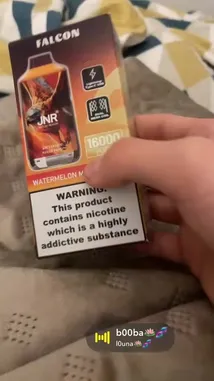 FALCON
JNR
16000
WATERMELON
WARNING:
This product
contains nicotine
which is a highly
addictive substance
b00ba🪷💤
l0una💤